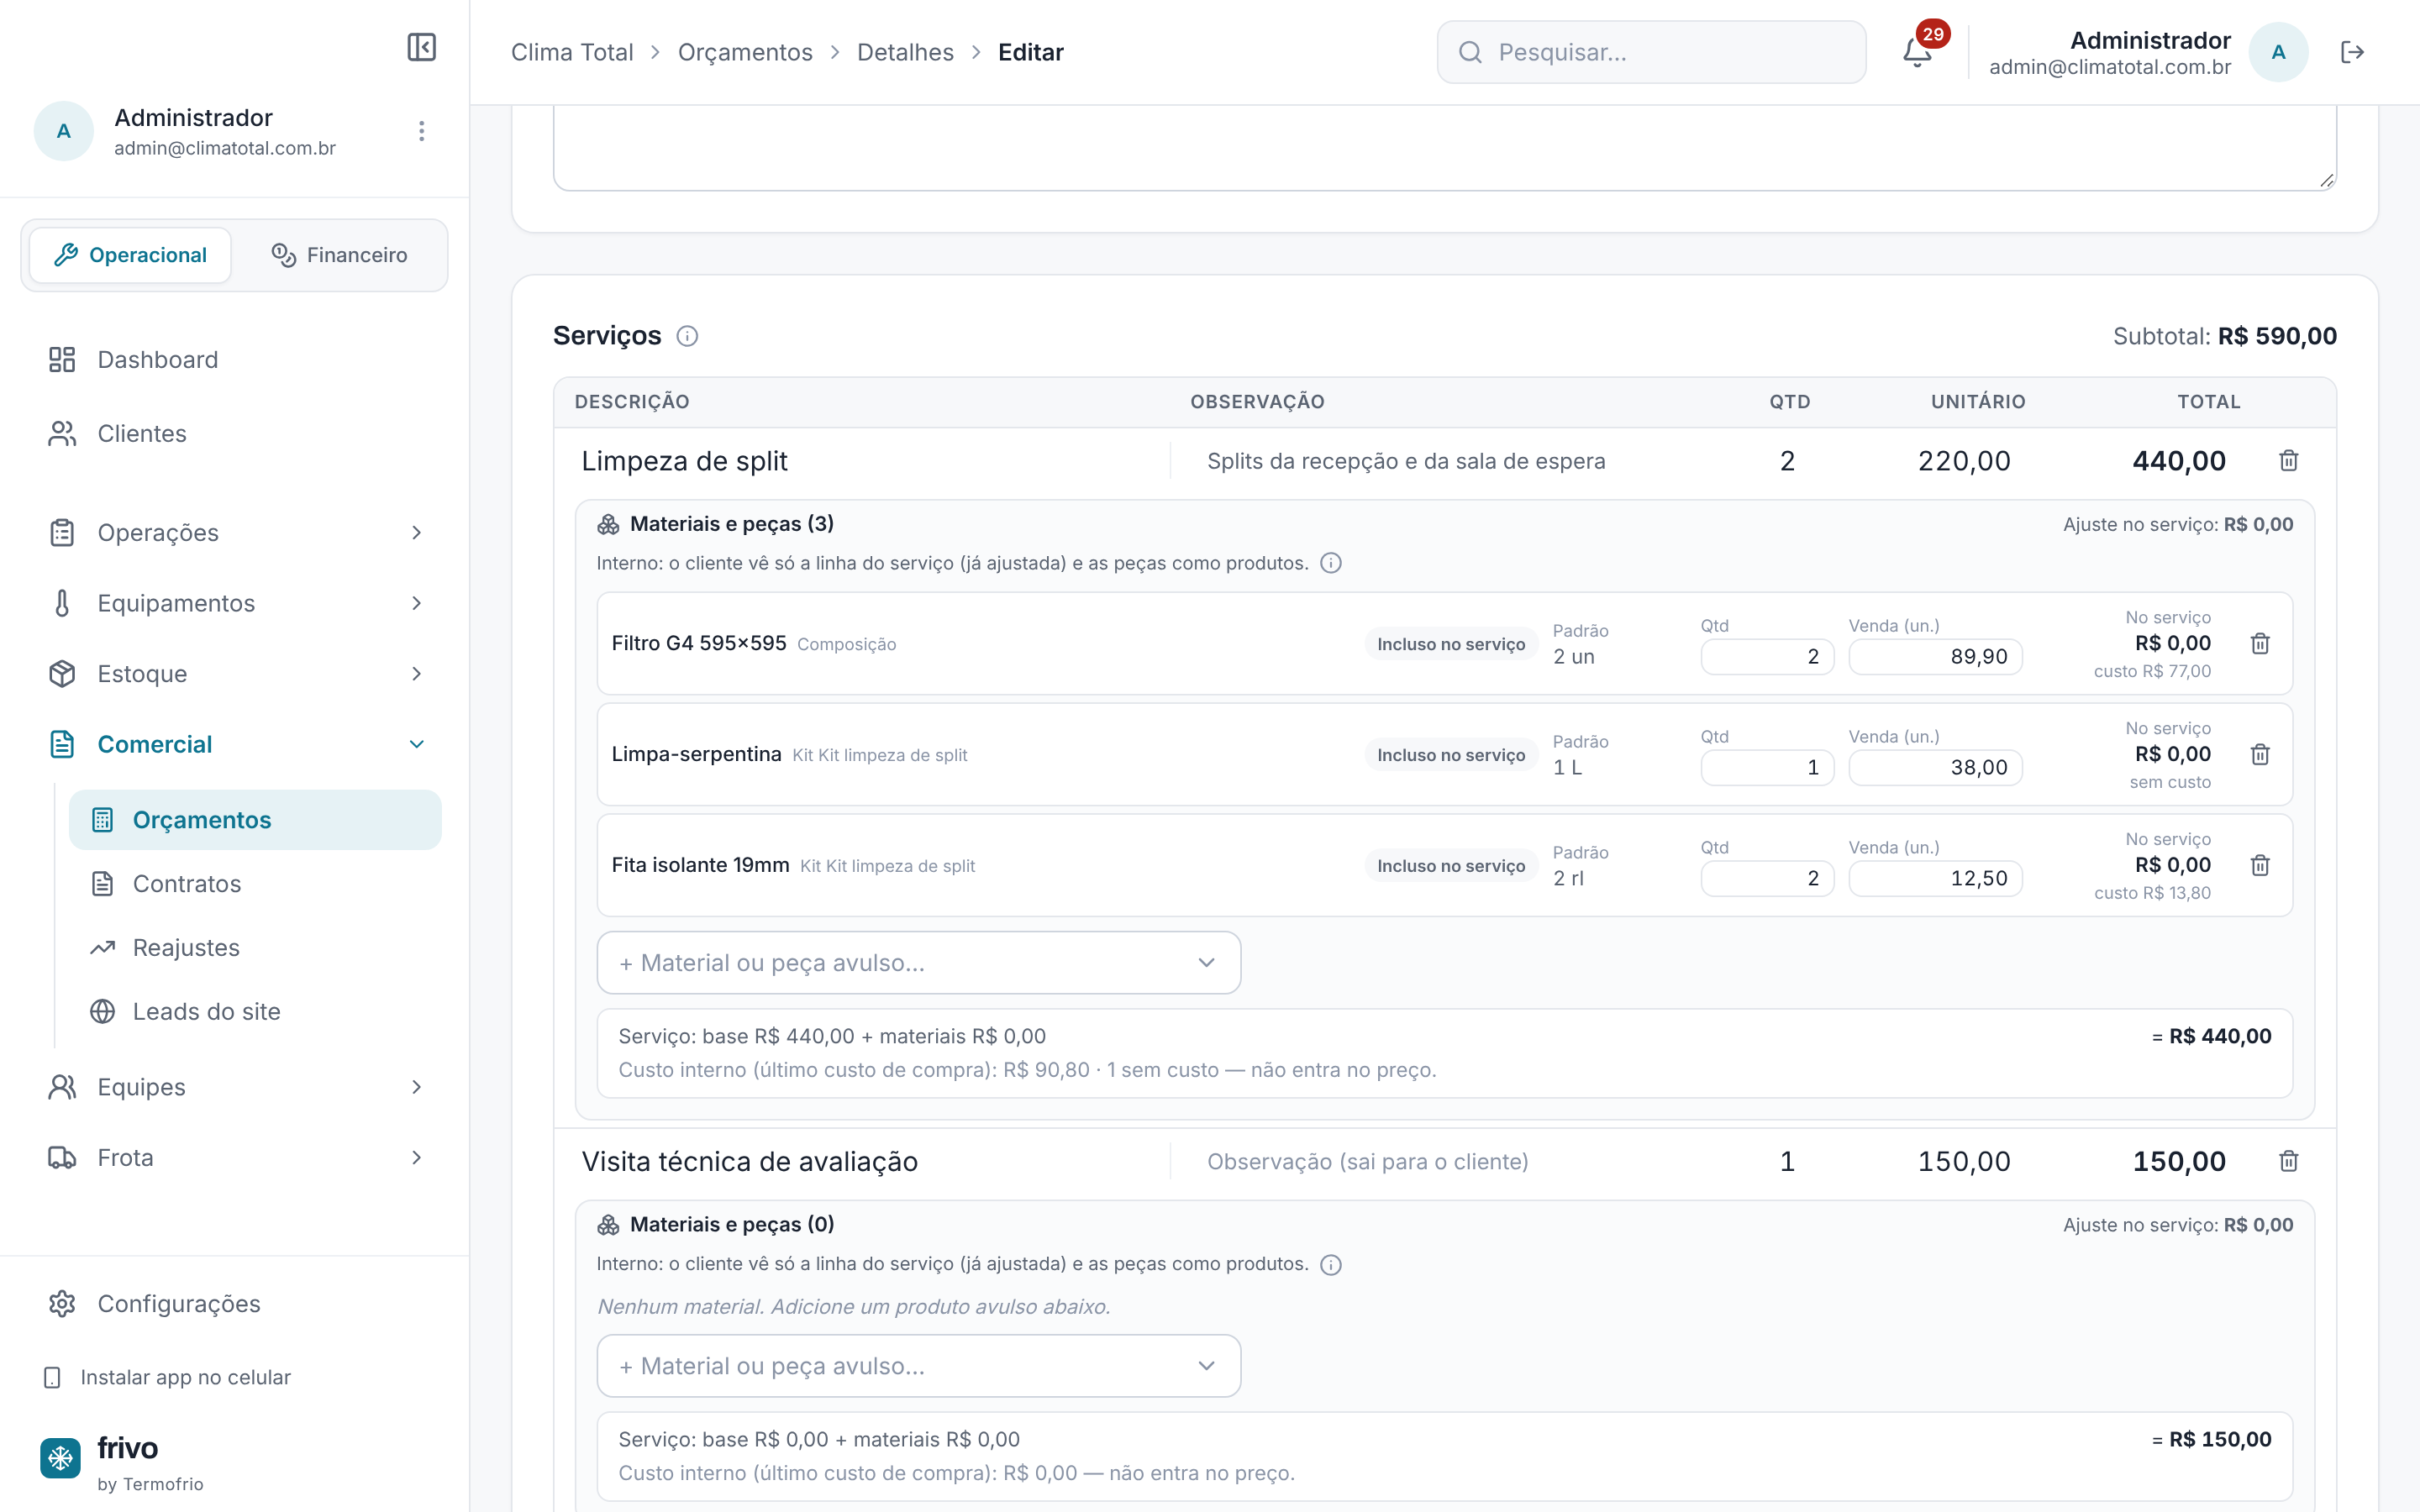 Administrador
admin@climatotal.com.br
Operacional
Financeiro
Dashboard
Clientes
Operações
Equipamentos
Estoque
Comercial
Orçamentos
Contratos
Reajustes
Leads do site
Equipes
Frota
Configurações
Instalar app no celular
frivo
by Termofrio
Clima Total > Orçamentos > Detalhes > Editar
Pesquisar...
29
Administrador
admin@climatotal.com.br
A
A
Serviços
Subtotal: R$ 590,00
DESCRIÇÃO OBSERVAÇÃO QTD UNITÁRIO TOTAL
Limpeza de split Splits da recepção e da sala de espera 2 220,00 440,00
Materiais e peças (3) Ajuste no serviço: R$ 0,00
Interno: o cliente vê só a linha do serviço (já ajustada) e as peças como produtos.
Filtro G4 595×595 Composição Incluso no serviço
Padrão
2 un
Qtd
2
Venda (un.)
89,90
No serviço
R$ 0,00
custo R$ 77,00
Limpa-serpentina Kit Kit limpeza de split Incluso no serviço
Padrão
1 L
Qtd
1
Venda (un.)
38,00
No serviço
R$ 0,00
sem custo
Fita isolante 19mm Kit Kit limpeza de split Incluso no serviço
Padrão
2 rl
Qtd
2
Venda (un.)
12,50
No serviço
R$ 0,00
custo R$ 13,80
+ Material ou peça avulso...
Serviço: base R$ 440,00 + materiais R$ 0,00 = R$ 440,00
Custo interno (último custo de compra): R$ 90,80 · 1 sem custo — não entra no preço.
Visita técnica de avaliação Observação (sai para o cliente) 1 150,00 150,00
Materiais e peças (0) Ajuste no serviço: R$ 0,00
Interno: o cliente vê só a linha do serviço (já ajustada) e as peças como produtos.
Nenhum material. Adicione um produto avulso abaixo.
+ Material ou peça avulso...
Serviço: base R$ 0,00 + materiais R$ 0,00 = R$ 150,00
Custo interno (último custo de compra): R$ 0,00 — não entra no preço.